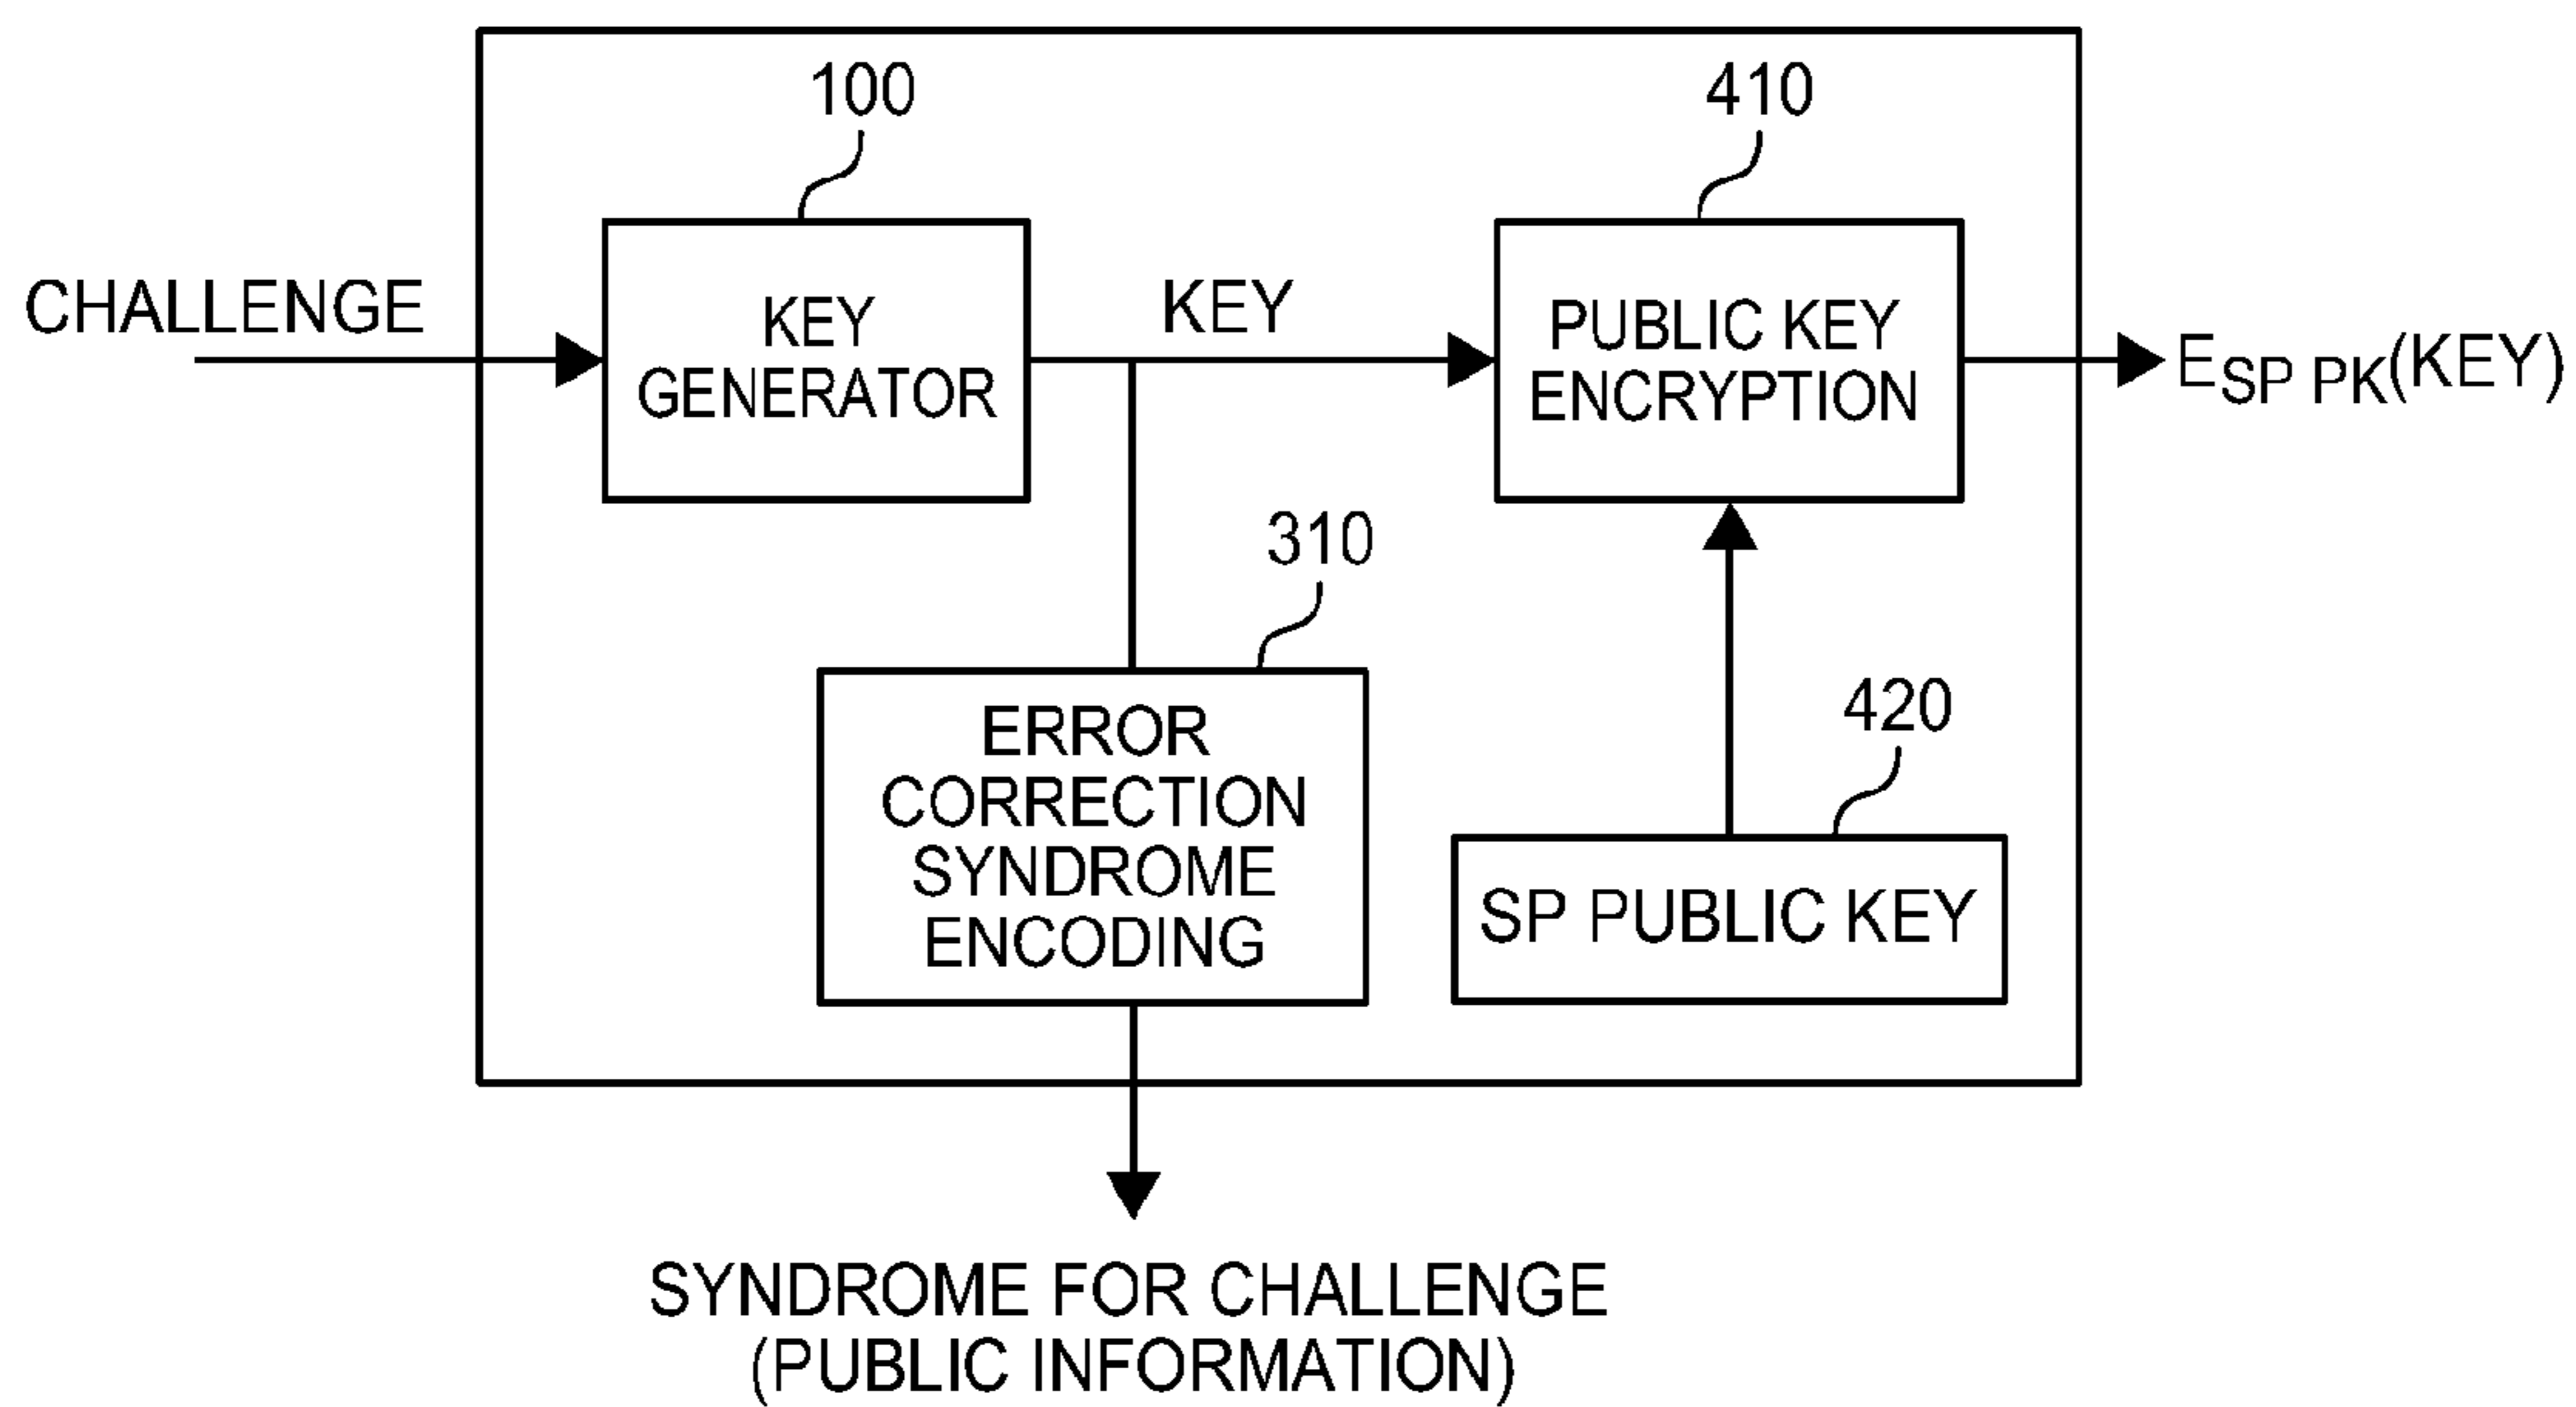 100
410
CHALLENGE
KEY
GENERATOR
KEY
PUBLIC KEY
ENCRYPTION
E_SP PK(KEY)
310
ERROR
CORRECTION
SYNDROME
ENCODING
420
SP PUBLIC KEY
SYNDROME FOR CHALLENGE
(PUBLIC INFORMATION)